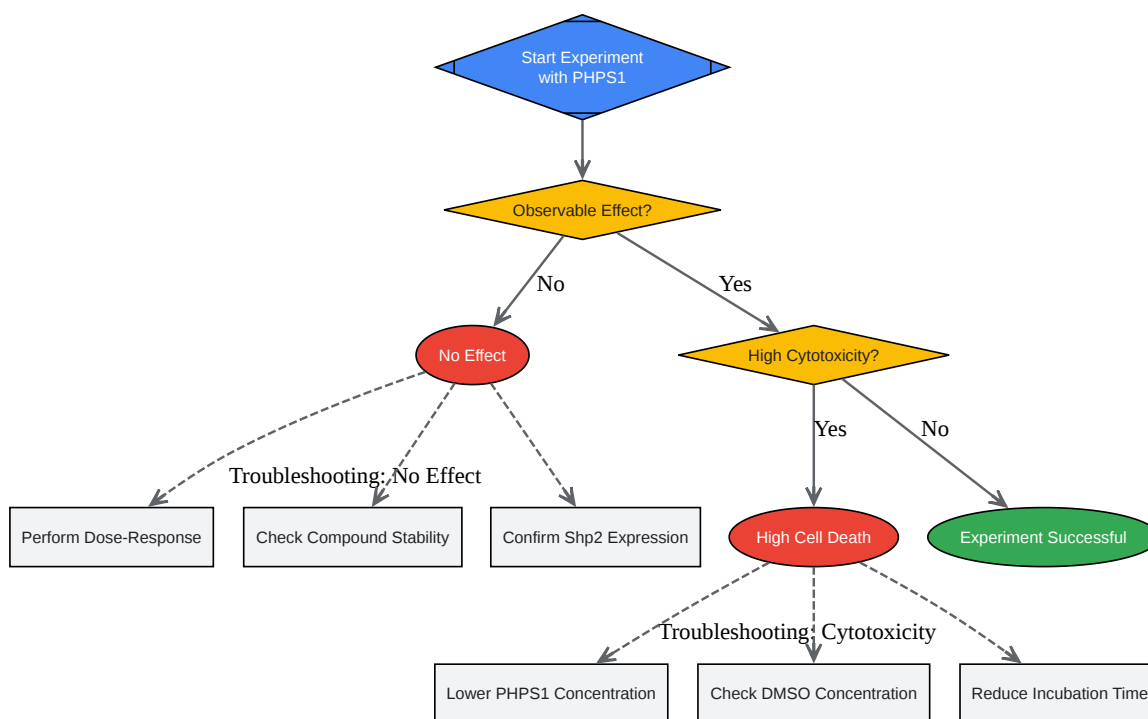 Start Experiment
with PHPS1
Observable Effect?
No
Yes
No Effect
High Cytotoxicity?
Yes
No
Troubleshooting: No Effect
Perform Dose-Response
Check Compound Stability
Confirm Shp2 Expression
High Cell Death
Experiment Successful
Troubleshooting: Cytotoxicity
Lower PHPS1 Concentration
Check DMSO Concentration
Reduce Incubation Time